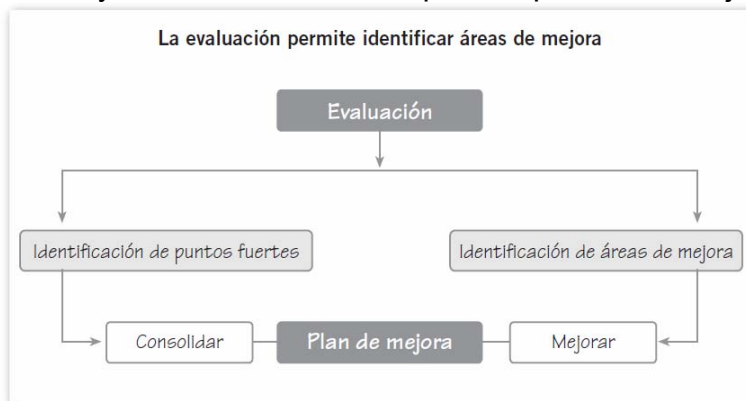 La evaluación permite identificar áreas de mejora
Evaluación
Identificación de puntos fuertes
Identificación de áreas de mejora
Consolidar
Plan de mejora
Mejorar